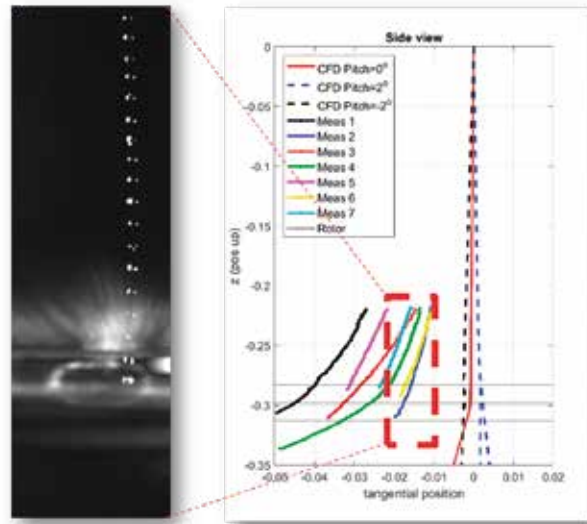 Side view
CFD Pitch=0°
CFD Pitch=2°
CFD Pitch=-2°
Meas 1
Meas 2
Meas 3
Meas 4
Meas 5
Meas 6
Meas 7
Rotor
0
-0.05
-0.1
-0.15
-0.2
-0.25
-0.3
-0.35
z (pos up)
-0.05 -0.04 -0.03 -0.02 -0.01 0 0.01 0.02
tangential position